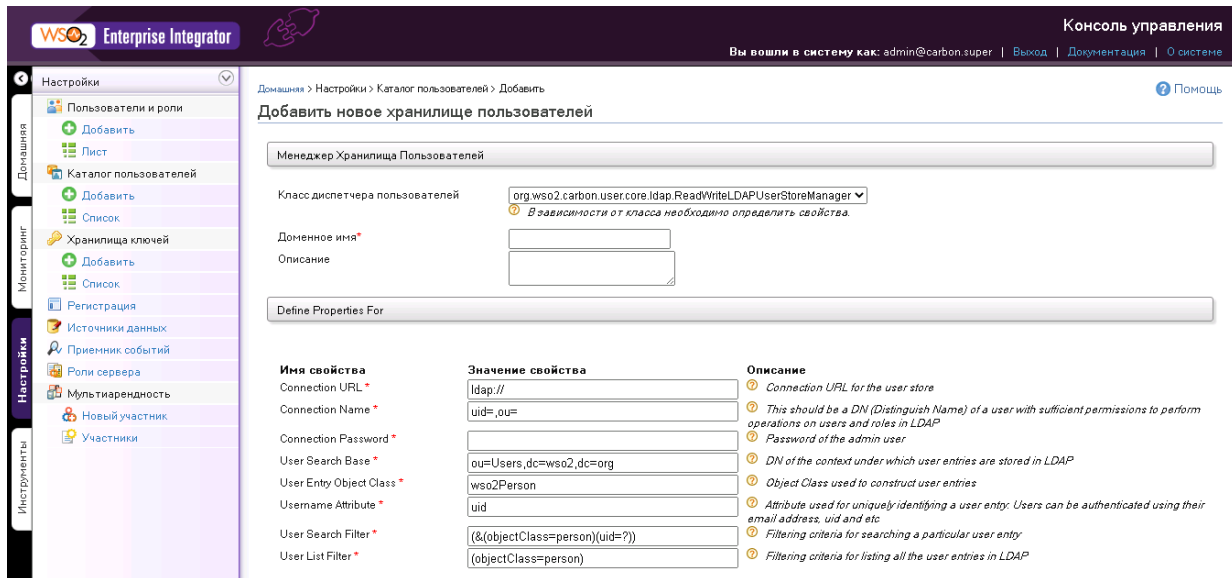 WSO2 Enterprise Integrator
Консоль управления
Вы вошли в систему как: admin@carbon.super | Выход | Документация | О системе
Домашняя
Мониторинг
Настройки
Инструменты
Настройки
Пользователи и роли
Добавить
Лист
Каталог пользователей
Добавить
Список
Хранилища ключей
Добавить
Список
Регистрация
Источники данных
Приемник событий
Роли сервера
Мультиарендность
Новый участник
Участники
Домашняя > Настройки > Каталог пользователей > Добавить
Помощь
Добавить новое хранилище пользователей
Менеджер Хранилища Пользователей
Класс диспетчера пользователей org.wso2.carbon.user.core.ldap.ReadWriteLDAPUserStoreManager
В зависимости от класса необходимо определить свойства.
Доменное имя*
Описание
Define Properties For
Имя свойства Значение свойства Описание
Connection URL * ldap:// Connection URL for the user store
Connection Name * uid=,ou= This should be a DN (Distinguish Name) of a user with sufficient permissions to perform
operations on users and roles in LDAP
Connection Password * Password of the admin user
User Search Base * ou=Users,dc=wso2,dc=org DN of the context under which user entries are stored in LDAP
User Entry Object Class * wso2Person Object Class used to construct user entries
Username Attribute * uid Attribute used for uniquely identifying a user entry. Users can be authenticated using their
email address, uid and etc
User Search Filter * (&(objectClass=person)(uid=?)) Filtering criteria for searching a particular user entry
User List Filter * (objectClass=person) Filtering criteria for listing all the user entries in LDAP